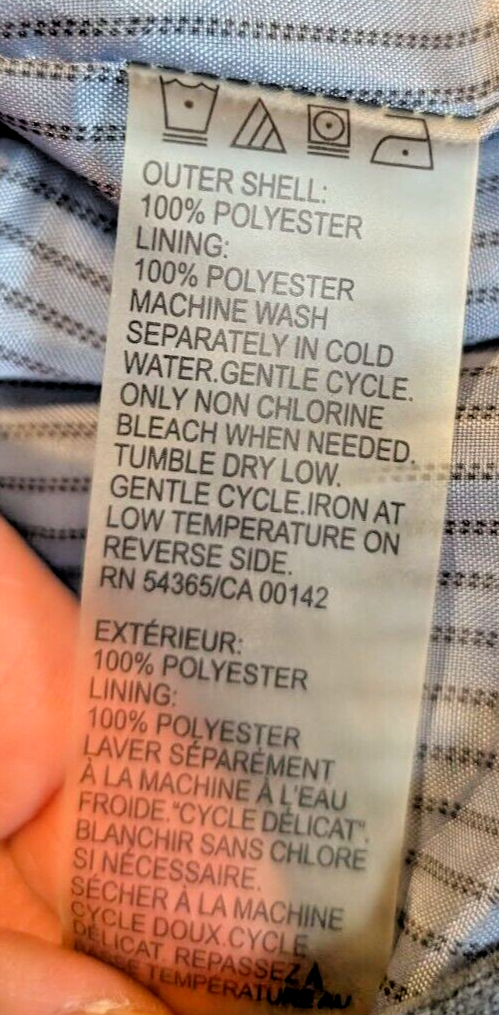 OUTER SHELL:
100% POLYESTER
LINING:
100% POLYESTER
MACHINE WASH
SEPARATELY IN COLD
WATER.GENTLE CYCLE.
ONLY NON CHLORINE
BLEACH WHEN NEEDED.
TUMBLE DRY LOW.
GENTLE CYCLE.IRON AT
LOW TEMPERATURE ON
REVERSE SIDE.
RN 54365/CA 00142
EXTÉRIEUR:
100% POLYESTER
LINING:
100% POLYESTER
LAVER SÉPARÉMENT
À LA MACHINE À L'EAU
FROIDE."CYCLE DÉLICAT".
BLANCHIR SANS CHLORE
SI NÉCESSAIRE.
SÉCHER À LA MACHINE
CYCLE DOUX.CYCLE
DÉLICAT. REPASSEZ À
TEMPERATURE AU